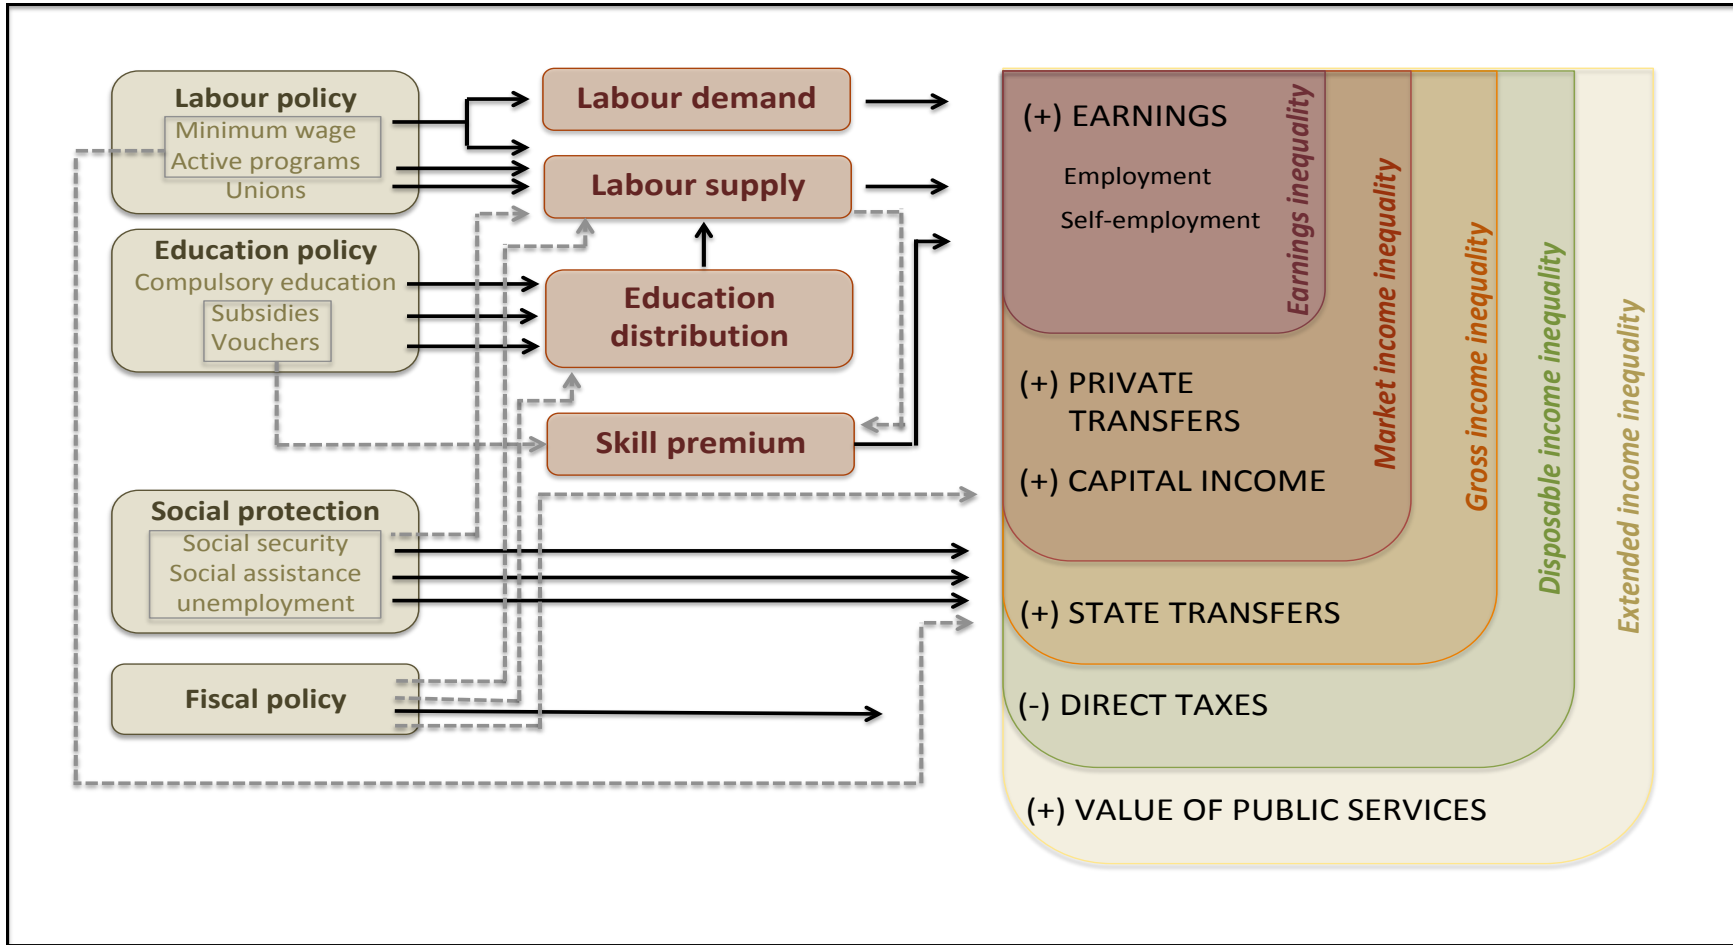 Labour policy
Minimum wage
Active programs
Unions
Education policy
Compulsory education
Subsidies
Vouchers
Social protection
Social security
Social assistance
unemployment
Fiscal policy
Labour demand
Labour supply
Education
distribution
Skill premium
(+) EARNINGS
Employment
Self-employment
(+) PRIVATE
TRANSFERS
(+) CAPITAL INCOME
(+) STATE TRANSFERS
(-) DIRECT TAXES
(+) VALUE OF PUBLIC SERVICES
Earnings inequality
Market income inequality
Gross income inequality
Disposable income inequality
Extended income inequality